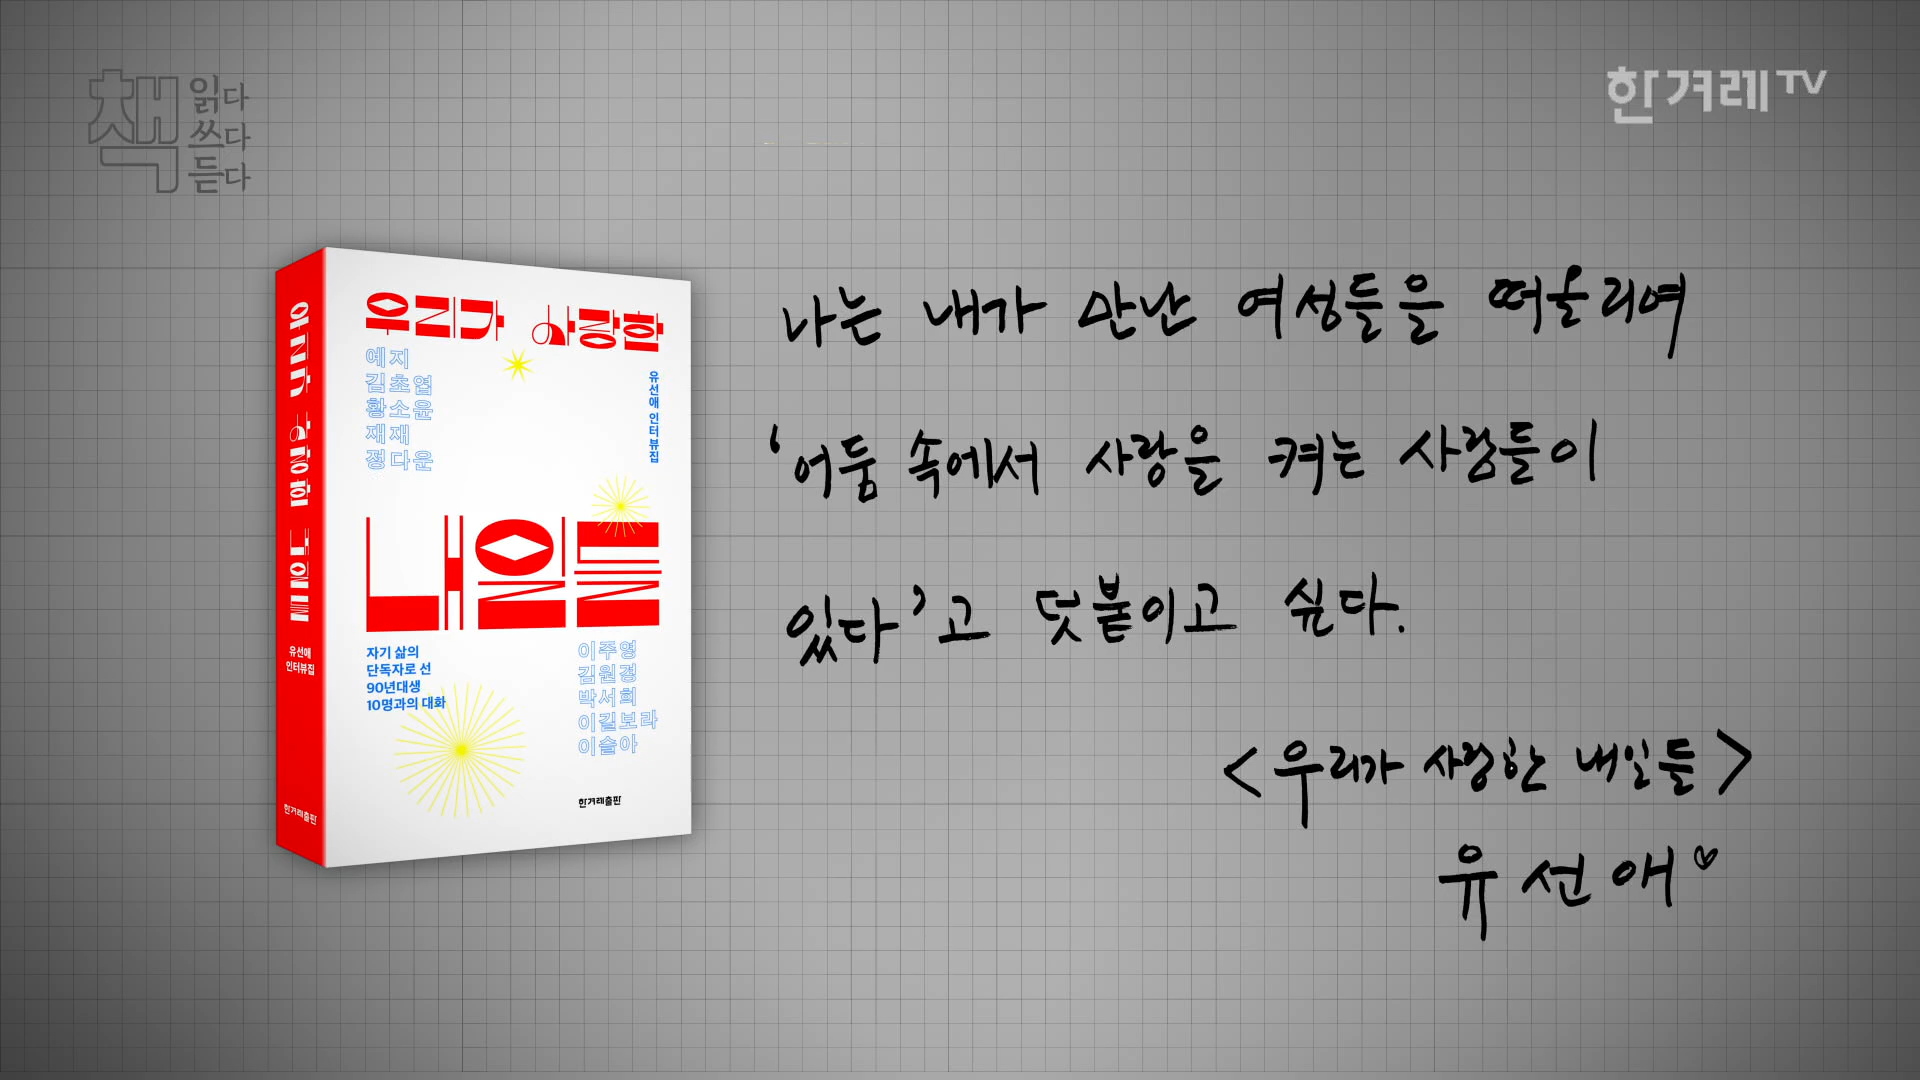 책
읽다
쓰다
듣다
한겨레TV
우리가 사랑한 내일들
유선애
인터뷰집
한겨레출판
우리가 사랑한
예지
김초엽
황소윤
재재
정다운
유선애 인터뷰집
내일들
자기 삶의
단독자로 선
90년대생
10명과의 대화
이주영
김원경
박서희
이길보라
이슬아
한겨레출판
나는 내가 만난 여성들을 떠올리며
‘어둠 속에서 사랑을 켜는 사람들이
있다’고 덧붙이고 싶다.
<우리가 사랑한 내일들>
유선애♡